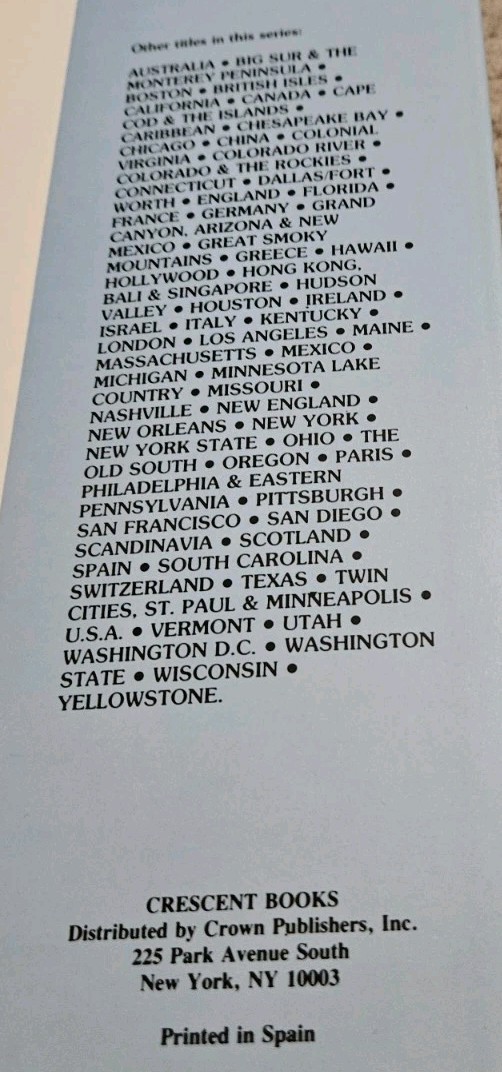 Other titles in this series:
AUSTRALIA • BIG SUR & THE
MONTEREY PENINSULA •
BOSTON • BRITISH ISLES •
CALIFORNIA • CANADA • CAPE
COD & THE ISLANDS •
CARIBBEAN • CHESAPEAKE BAY •
CHICAGO • CHINA • COLONIAL
VIRGINIA • COLORADO RIVER •
COLORADO & THE ROCKIES •
CONNECTICUT • DALLAS/FORT •
WORTH • ENGLAND • FLORIDA •
FRANCE • GERMANY • GRAND
CANYON, ARIZONA & NEW
MEXICO • GREAT SMOKY
MOUNTAINS • GREECE • HAWAII •
HOLLYWOOD • HONG KONG,
BALI & SINGAPORE • HUDSON
VALLEY • HOUSTON • IRELAND •
ISRAEL • ITALY • KENTUCKY •
LONDON • LOS ANGELES • MAINE •
MASSACHUSETTS • MEXICO •
MICHIGAN • MINNESOTA LAKE
COUNTRY • MISSOURI •
NASHVILLE • NEW ENGLAND •
NEW ORLEANS • NEW YORK •
NEW YORK STATE • OHIO • THE
OLD SOUTH • OREGON • PARIS •
PHILADELPHIA & EASTERN
PENNSYLVANIA • PITTSBURGH •
SAN FRANCISCO • SAN DIEGO •
SCANDINAVIA • SCOTLAND •
SPAIN • SOUTH CAROLINA •
SWITZERLAND • TEXAS • TWIN
CITIES, ST. PAUL & MINNEAPOLIS •
U.S.A. • VERMONT • UTAH •
WASHINGTON D.C. • WASHINGTON
STATE • WISCONSIN •
YELLOWSTONE.
CRESCENT BOOKS
Distributed by Crown Publishers, Inc.
225 Park Avenue South
New York, NY 10003
Printed in Spain